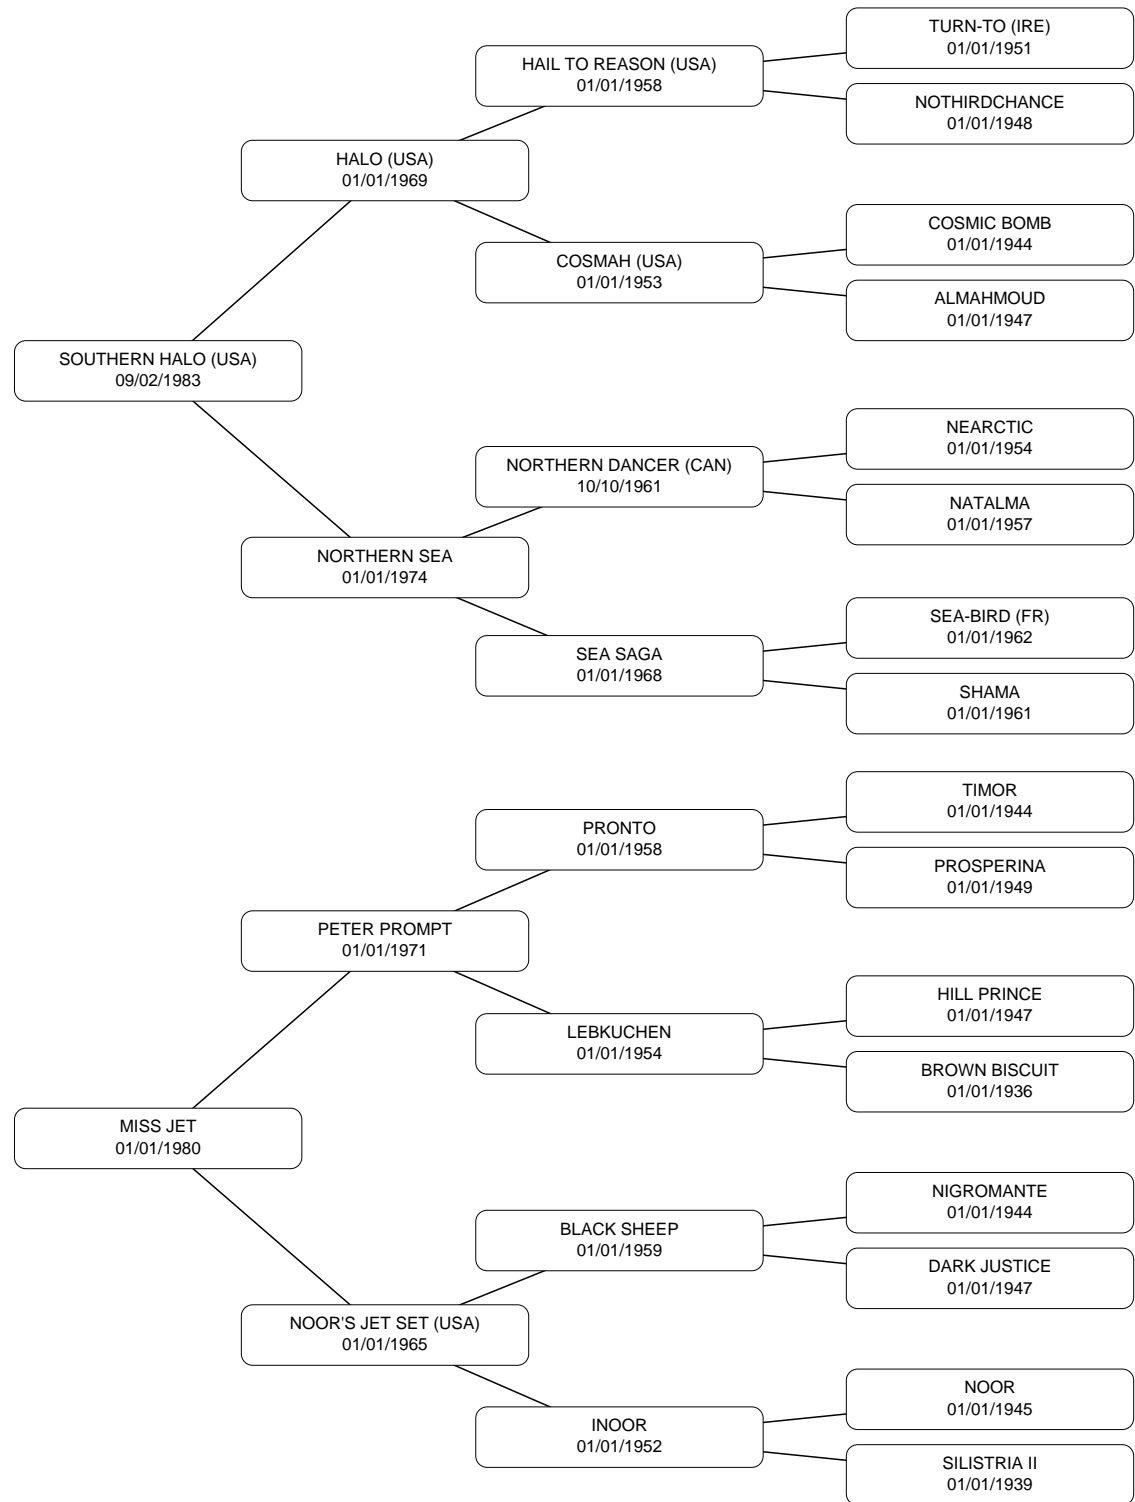 TURN-TO (IRE)
01/01/1951
HAIL TO REASON (USA)
01/01/1958
NOTHIRDCHANCE
01/01/1948
HALO (USA)
01/01/1969
COSMIC BOMB
01/01/1944
COSMAH (USA)
01/01/1953
ALMAHMOUD
01/01/1947
SOUTHERN HALO (USA)
09/02/1983
NEARCTIC
01/01/1954
NORTHERN DANCER (CAN)
10/10/1961
NATALMA
01/01/1957
NORTHERN SEA
01/01/1974
SEA-BIRD (FR)
01/01/1962
SEA SAGA
01/01/1968
SHAMA
01/01/1961
TIMOR
01/01/1944
PRONTO
01/01/1958
PROSPERINA
01/01/1949
PETER PROMPT
01/01/1971
HILL PRINCE
01/01/1947
LEBKUCHEN
01/01/1954
BROWN BISCUIT
01/01/1936
MISS JET
01/01/1980
NIGROMANTE
01/01/1944
BLACK SHEEP
01/01/1959
DARK JUSTICE
01/01/1947
NOOR'S JET SET (USA)
01/01/1965
NOOR
01/01/1945
INOOR
01/01/1952
SILISTRIA II
01/01/1939